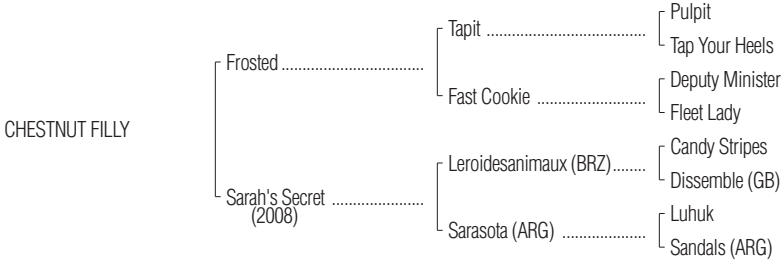 Pulpit
Tapit ....................................
Tap Your Heels
Frosted ................................
Deputy Minister
Fast Cookie ........................
Fleet Lady
CHESTNUT FILLY
Candy Stripes
Leroidesanimaux (BRZ)........
Dissemble (GB)
Sarah's Secret .....................
(2008)
Luhuk
Sarasota (ARG) ...................
Sandals (ARG)